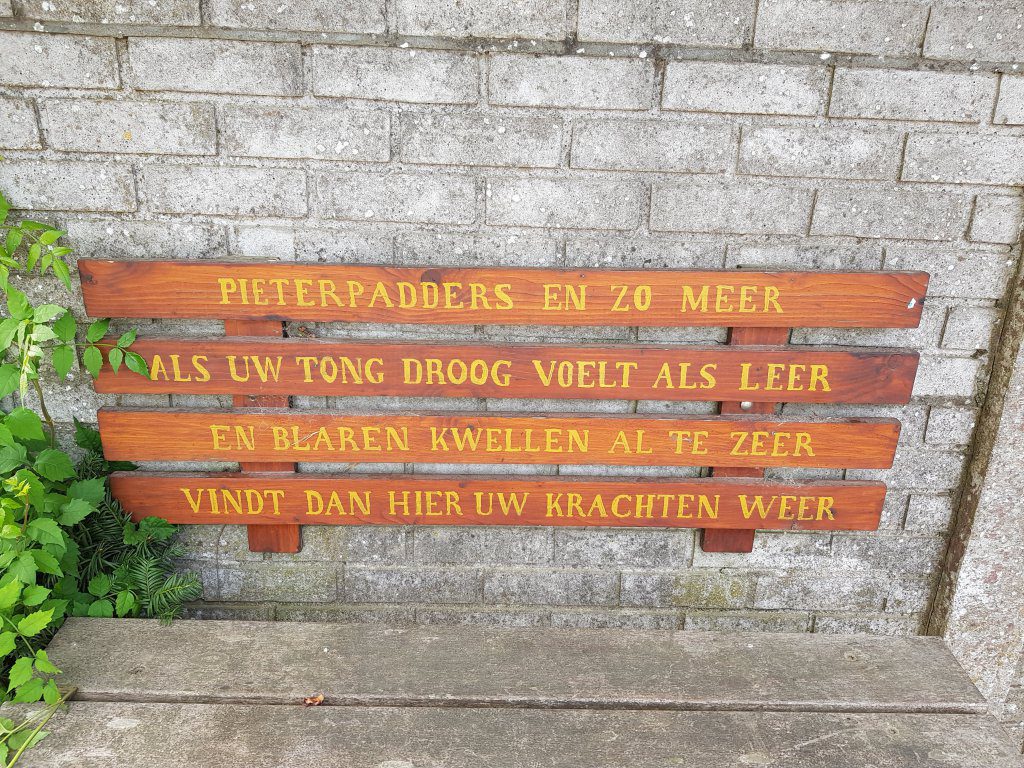 PIETERPADDERS EN ZO MEER
ALS UW TONG DROOG VOELT ALS LEER
EN BLAREN KWELLEN AL TE ZEER
VINDT DAN HIER UW KRACHTEN WEER